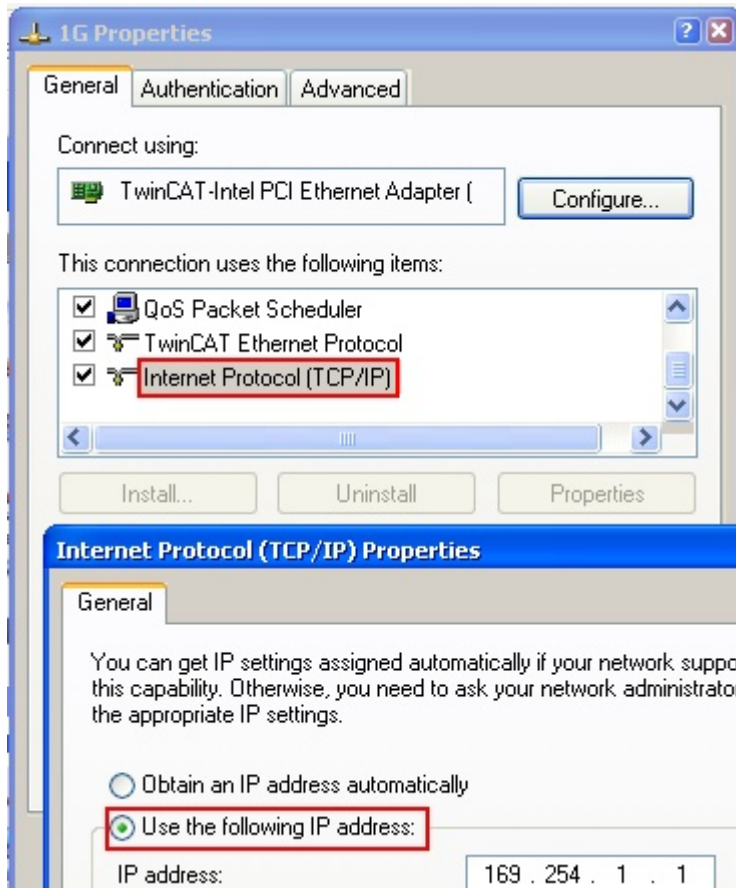 1G Properties
General Authentication Advanced
Connect using:
TwinCAT-Intel PCI Ethernet Adapter ( Configure...
This connection uses the following items:
QoS Packet Scheduler
TwinCAT Ethernet Protocol
Internet Protocol (TCP/IP)
Install... Uninstall Properties
Internet Protocol (TCP/IP) Properties
General
You can get IP settings assigned automatically if your network suppo
this capability. Otherwise, you need to ask your network administrator
the appropriate IP settings.
Obtain an IP address automatically
Use the following IP address:
IP address: 169 . 254 . 1 . 1